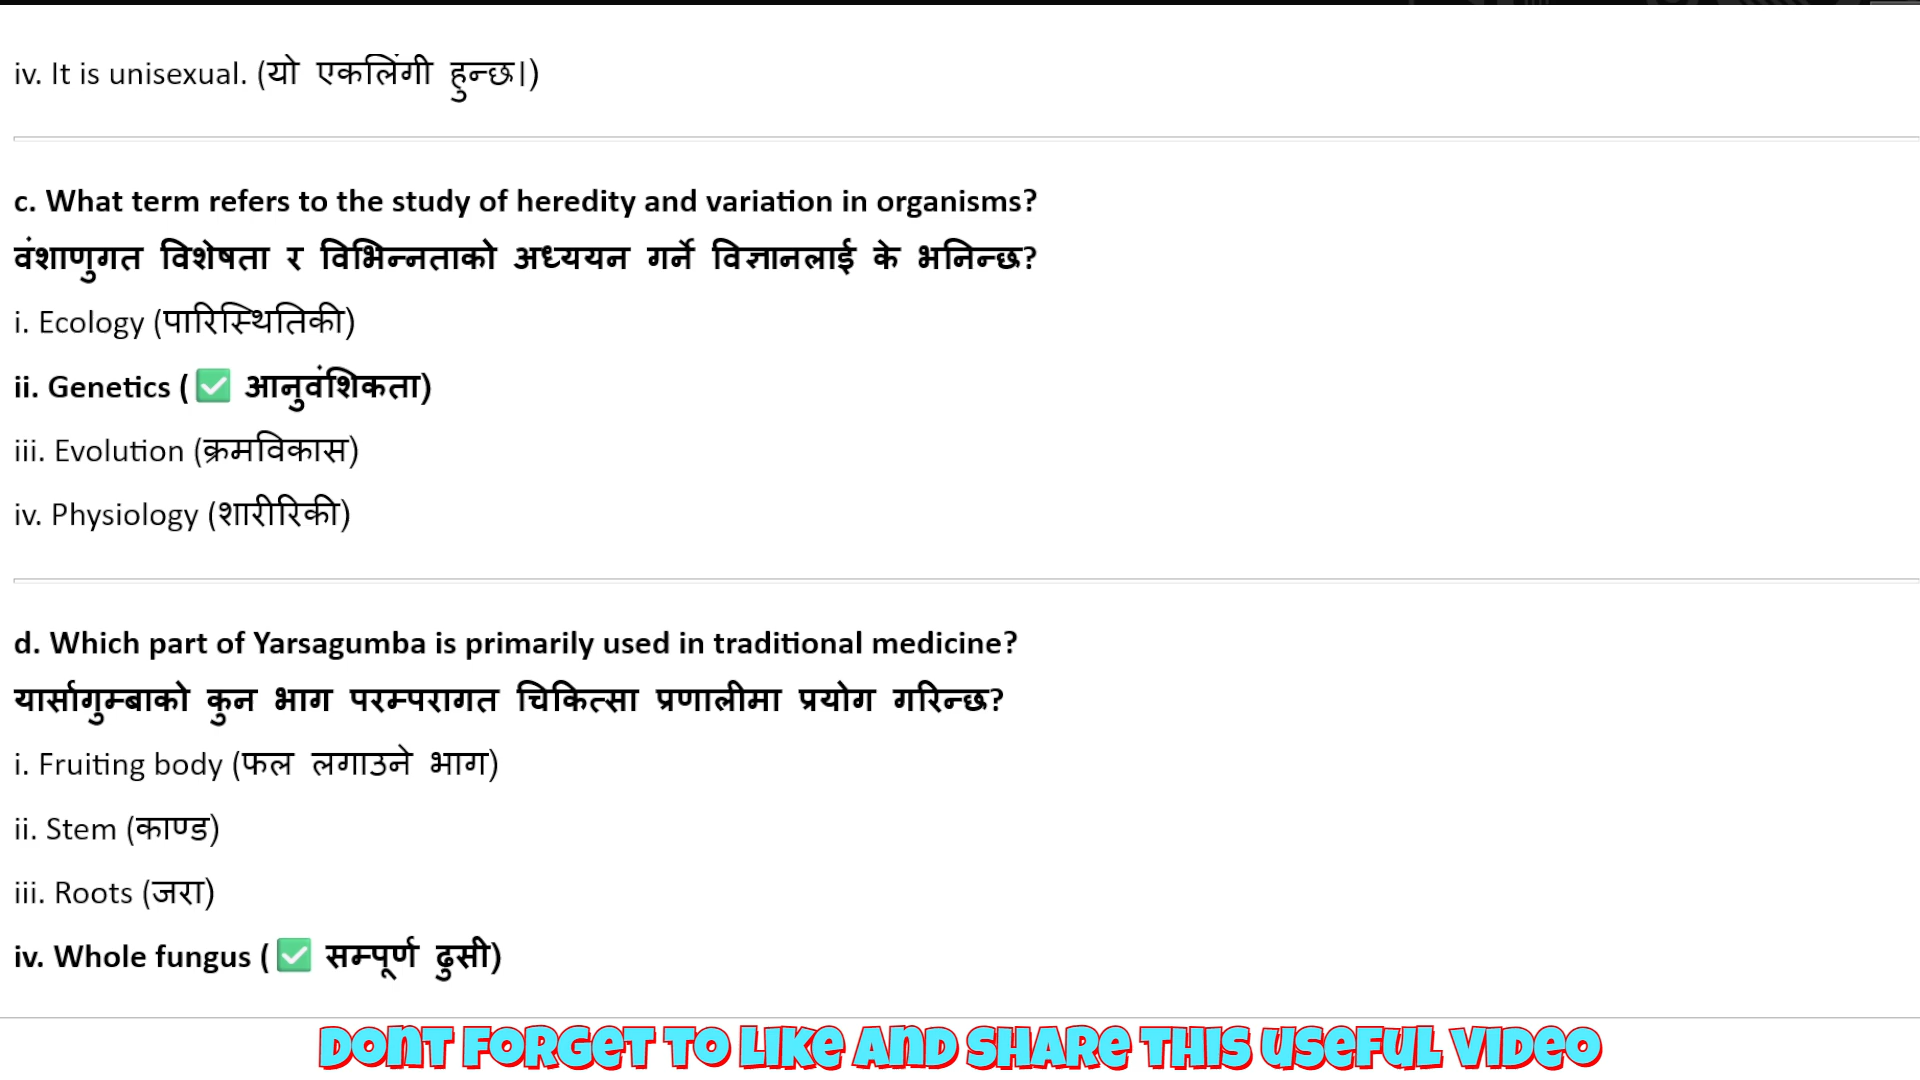 iv. It is unisexual. (यो एकलिंगी हुन्छ।)
c. What term refers to the study of heredity and variation in organisms?
वंशाणुगत विशेषता र विभिन्नताको अध्ययन गर्ने विज्ञानलाई के भनिन्छ?
i. Ecology (पारिस्थितिकी)
ii. Genetics (✅ आनुवंशिकता)
iii. Evolution (क्रमविकास)
iv. Physiology (शारीरिकी)
d. Which part of Yarsagumba is primarily used in traditional medicine?
यार्सागुम्बाको कुन भाग परम्परागत चिकित्सा प्रणालीमा प्रयोग गरिन्छ?
i. Fruiting body (फल लगाउने भाग)
ii. Stem (काण्ड)
iii. Roots (जरा)
iv. Whole fungus (✅ सम्पूर्ण ढुसी)
DONT FORGET TO LIKE AND SHARE THIS USEFUL VIDEO